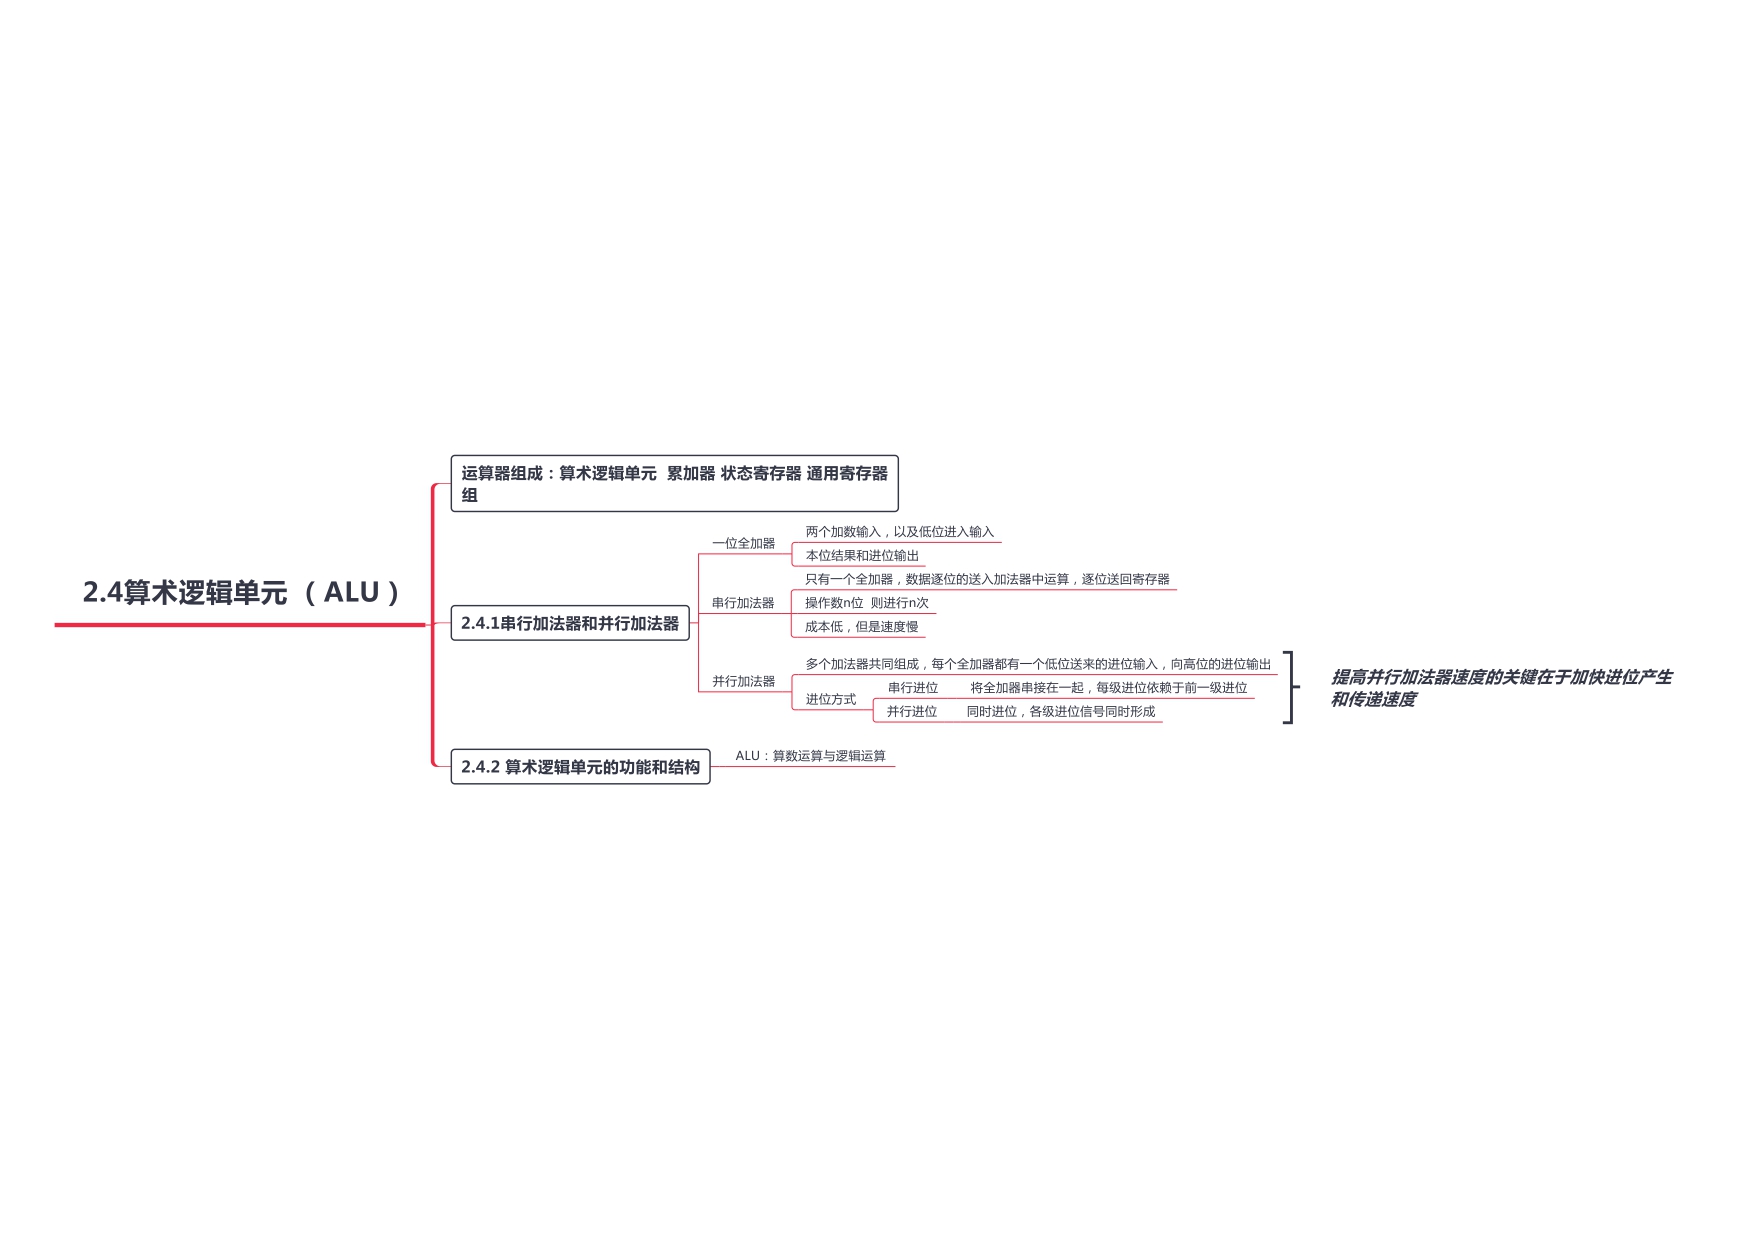 2.4算术逻辑单元 （ALU）
运算器组成：算术逻辑单元  累加器 状态寄存器 通用寄存器
组
2.4.1串行加法器和并行加法器
一位全加器
两个加数输入，以及低位进入输入
本位结果和进位输出
串行加法器
只有一个全加器，数据逐位的送入加法器中运算，逐位送回寄存器
操作数n位  则进行n次
成本低，但是速度慢
并行加法器
多个加法器共同组成，每个全加器都有一个低位送来的进位输入，向高位的进位输出
进位方式
串行进位
将全加器串接在一起，每级进位依赖于前一级进位
并行进位
同时进位，各级进位信号同时形成
提高并行加法器速度的关键在于加快进位产生
和传递速度
2.4.2 算术逻辑单元的功能和结构
ALU：算数运算与逻辑运算